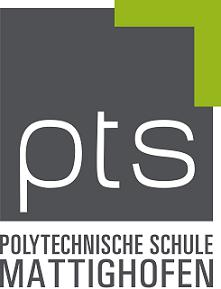 pts
POLYTECHNISCHE SCHULE
MATTIGHOFEN